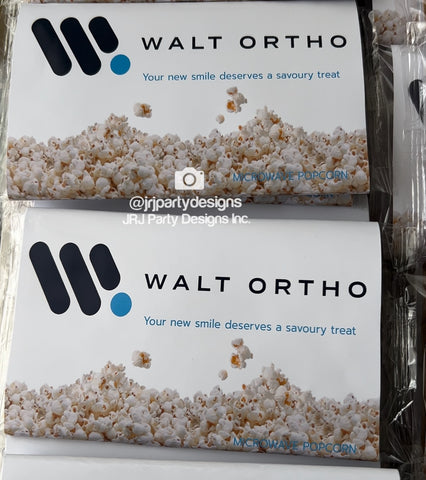 WALT ORTHO
Your new smile deserves a savoury treat
MICROWAVE POPCORN
@jrjpartydesigns
JRJ Party Designs Inc.
WALT ORTHO
Your new smile deserves a savoury treat
MICROWAVE POPCORN